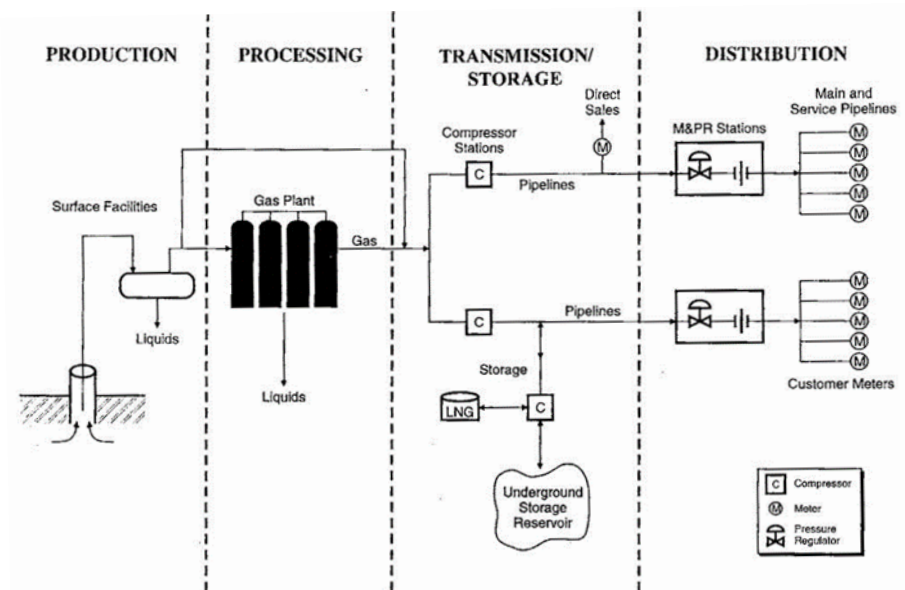 PRODUCTION
PROCESSING
TRANSMISSION/
STORAGE
DISTRIBUTION
Direct
Sales
Main and
Service Pipelines
Compressor
Stations
M&PR Stations
M
M
M
M
M
M
C
Pipelines
Surface Facilities
Gas Plant
Gas
Liquids
Liquids
C
Pipelines
M
M
M
M
M
Storage
Customer Meters
LNG
C
Underground
Storage
Reservoir
C Compressor
M Meter
Pressure
Regulator